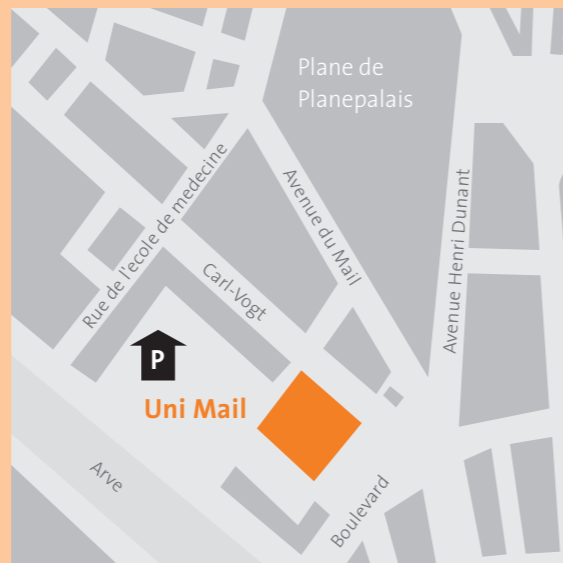 Plane de
Planepalais
Avenue du Mail
Avenue Henri Dunant
Rue de l'ecole de medecine
Carl-Vogt
P
Uni Mail
Arve
Boulevard